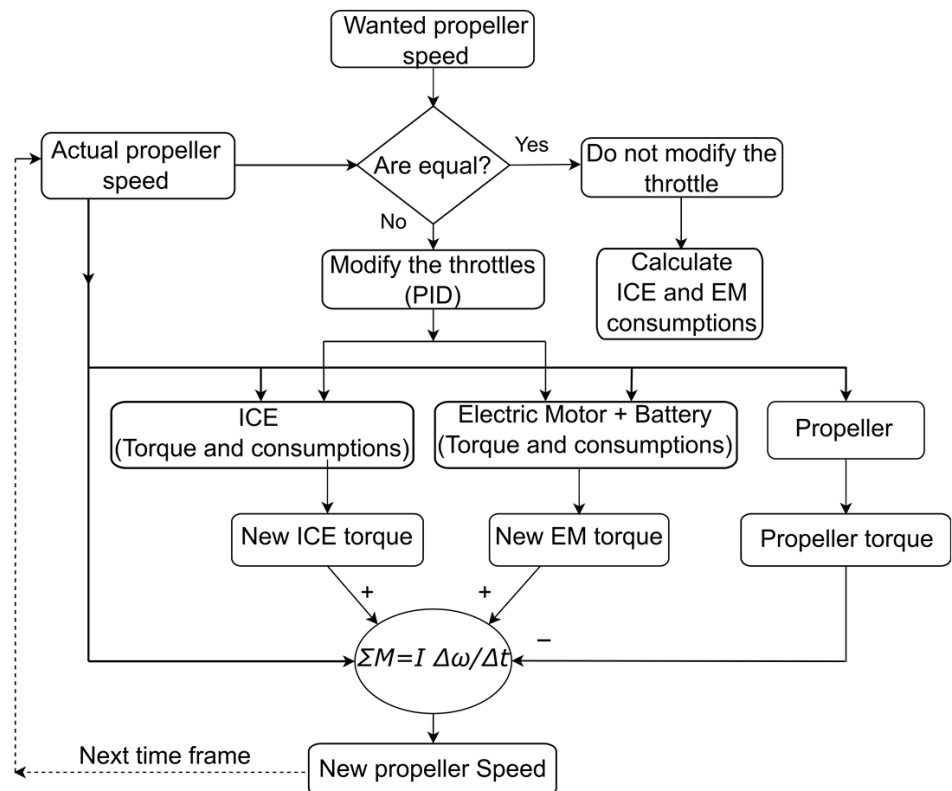 Wanted propeller
speed
Actual propeller
speed
Are equal?
Yes
Do not modify the
throttle
No
Modify the throttles
(PID)
Calculate
ICE and EM
consumptions
ICE
(Torque and consumptions)
Electric Motor + Battery
(Torque and consumptions)
Propeller
New ICE torque
New EM torque
Propeller torque
+
+
−
ΣM=I Δω/Δt
Next time frame
New propeller Speed